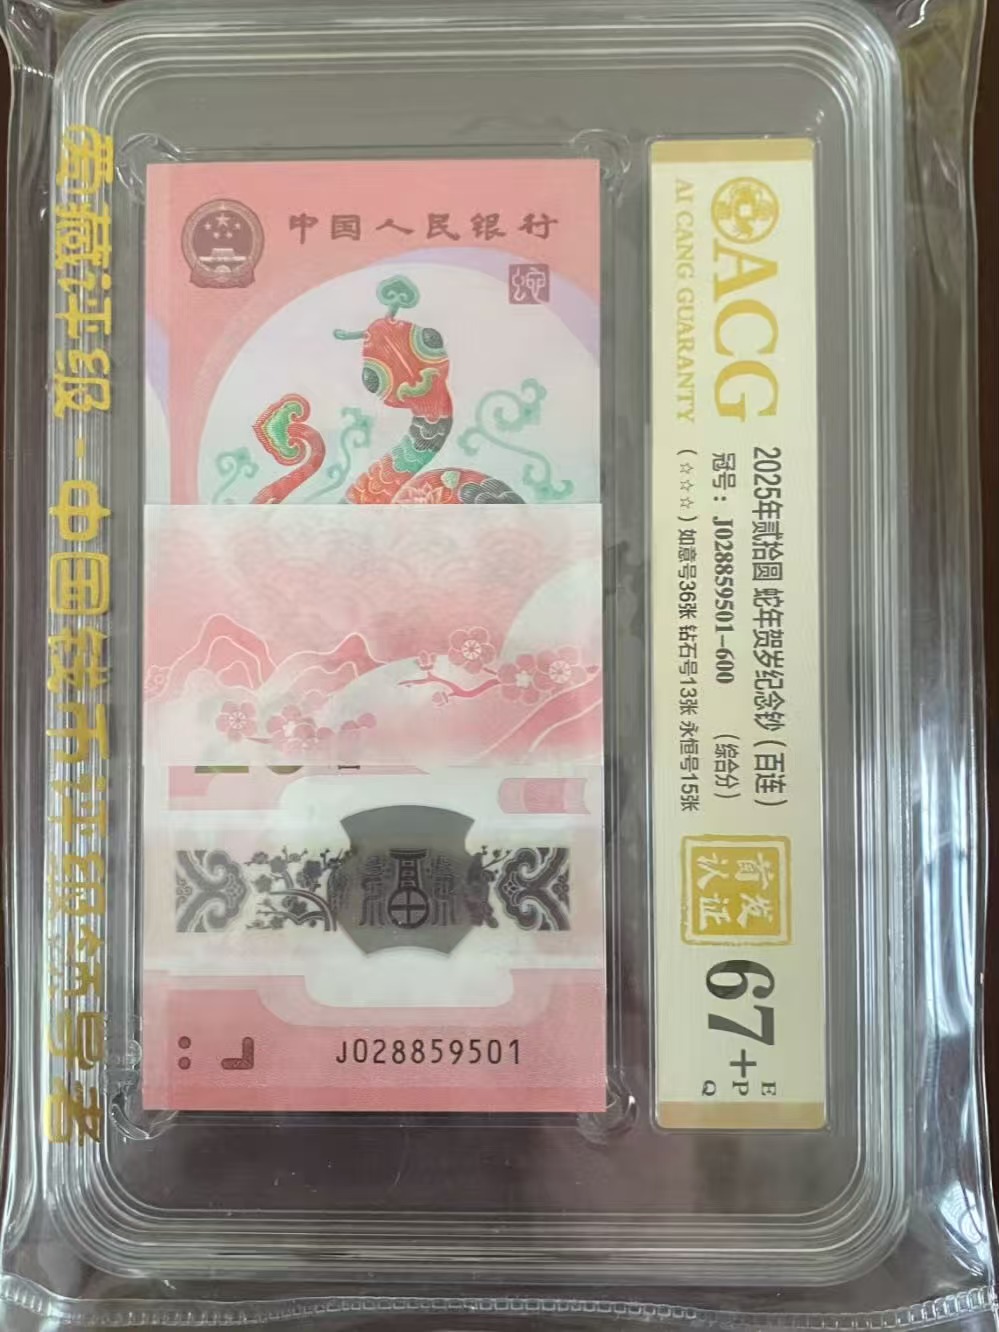 爱藏评级-中国钱币评级领导者
中国人民银行
J028859501
ACG
AI CANG GUARANTY
2025年贰拾圆 蛇年贺岁纪念钞（百连）
冠号：J028859501-600 （综合分）
（☆☆☆）如意号36张 钻石号13张 永恒号15张
首发
认证
67+
E
P
Q